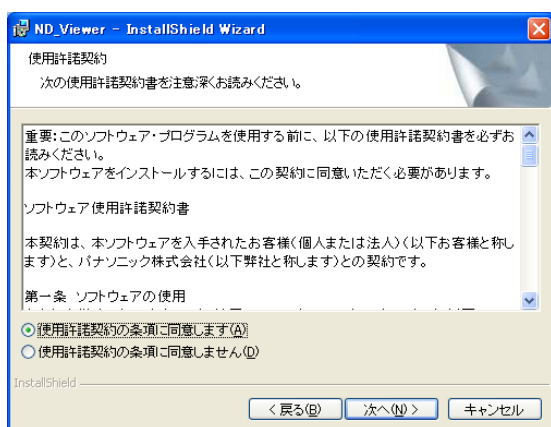 ND_Viewer - InstallShield Wizard
使用許諾契約
次の使用許諾契約書を注意深くお読みください。
重要:このソフトウェア・プログラムを使用する前に、以下の使用許諾契約書を必ずお
読みください。
本ソフトウェアをインストールするには、この契約に同意いただく必要があります。
ソフトウェア使用許諾契約書
本契約は、本ソフトウェアを入手されたお客様(個人または法人)(以下お客様と称し
ます)と、パナソニック株式会社(以下弊社と称します)との契約です。
第一条 ソフトウェアの使用
使用許諾契約の条項に同意します(A)
使用許諾契約の条項に同意しません(D)
InstallShield
< 戻る(B)
次へ(N) >
キャンセル